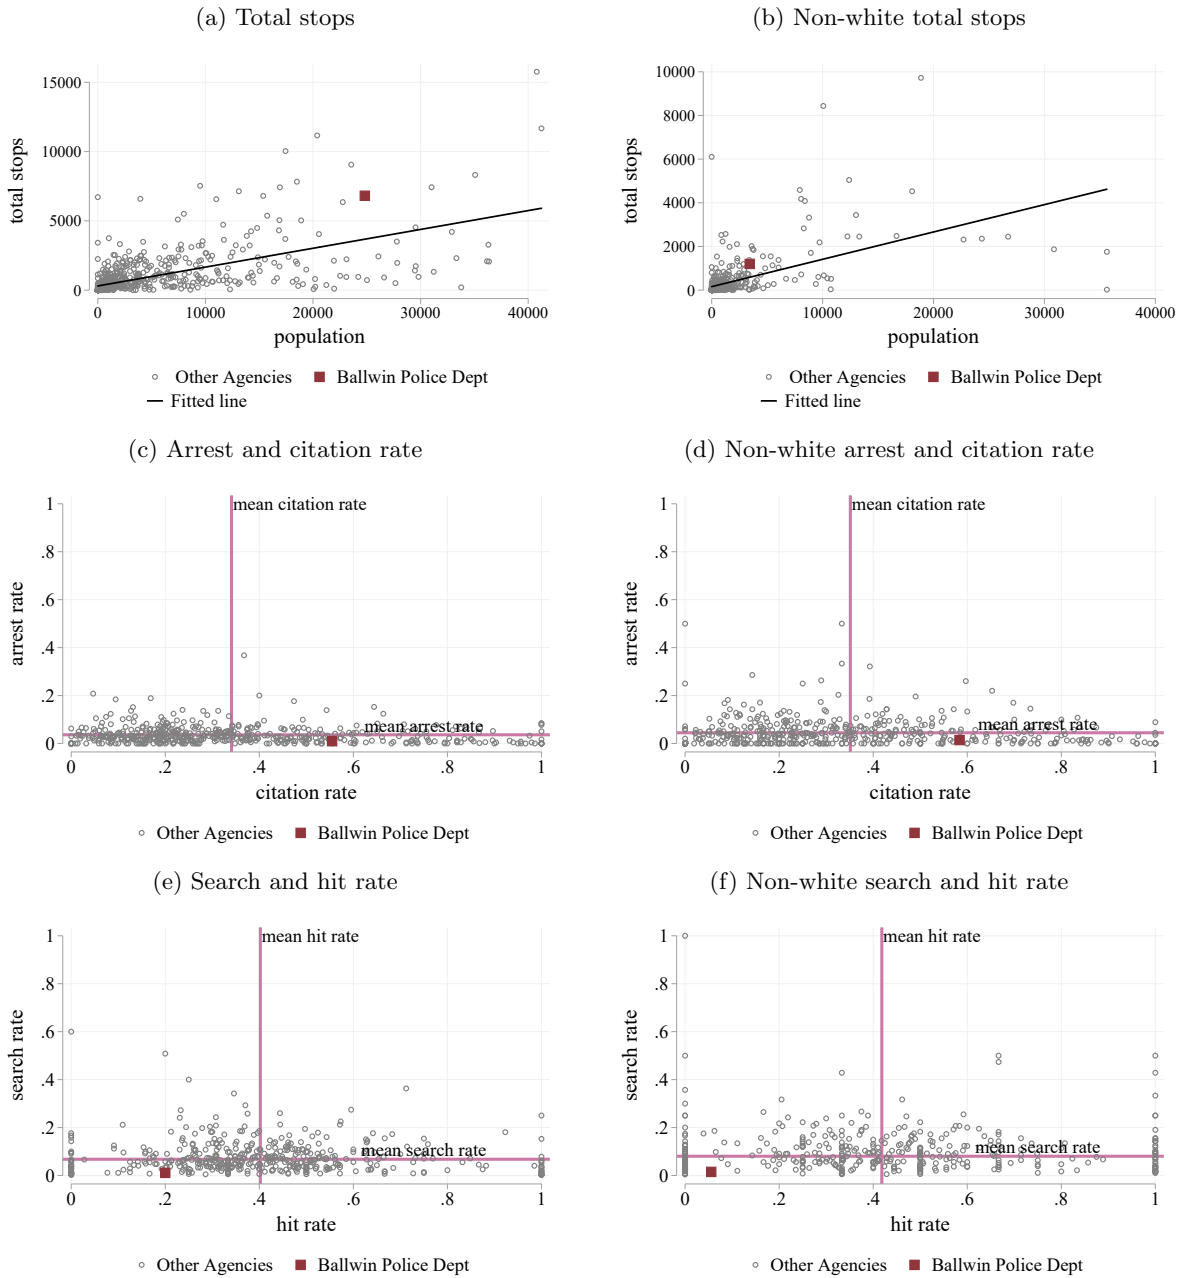 (a) Total stops
(b) Non-white total stops
total stops
15000
10000
5000
0
0 10000 20000 30000 40000
population
Other Agencies Ballwin Police Dept
Fitted line
total stops
10000
8000
6000
4000
2000
0
0 10000 20000 30000 40000
population
Other Agencies Ballwin Police Dept
Fitted line
(c) Arrest and citation rate
(d) Non-white arrest and citation rate
arrest rate
1
.8
.6
.4
.2
0
mean citation rate
mean arrest rate
0 .2 .4 .6 .8 1
citation rate
Other Agencies Ballwin Police Dept
arrest rate
1
.8
.6
.4
.2
0
mean citation rate
mean arrest rate
0 .2 .4 .6 .8 1
citation rate
Other Agencies Ballwin Police Dept
(e) Search and hit rate
(f) Non-white search and hit rate
search rate
1
.8
.6
.4
.2
0
mean hit rate
mean search rate
0 .2 .4 .6 .8 1
hit rate
Other Agencies Ballwin Police Dept
search rate
1
.8
.6
.4
.2
0
mean hit rate
mean search rate
0 .2 .4 .6 .8 1
hit rate
Other Agencies Ballwin Police Dept